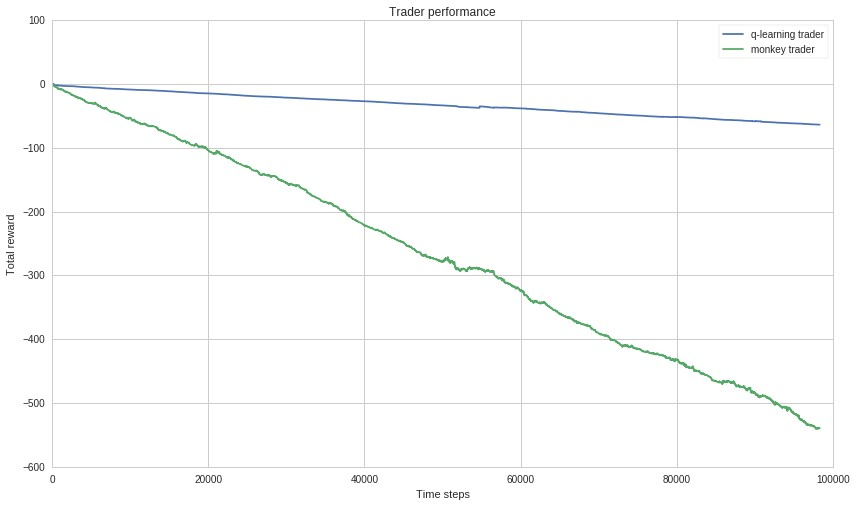 Trader performance
q-learning trader
monkey trader
100
0
−100
−200
−300
−400
−500
−600
Total reward
0 20000 40000 60000 80000 100000
Time steps